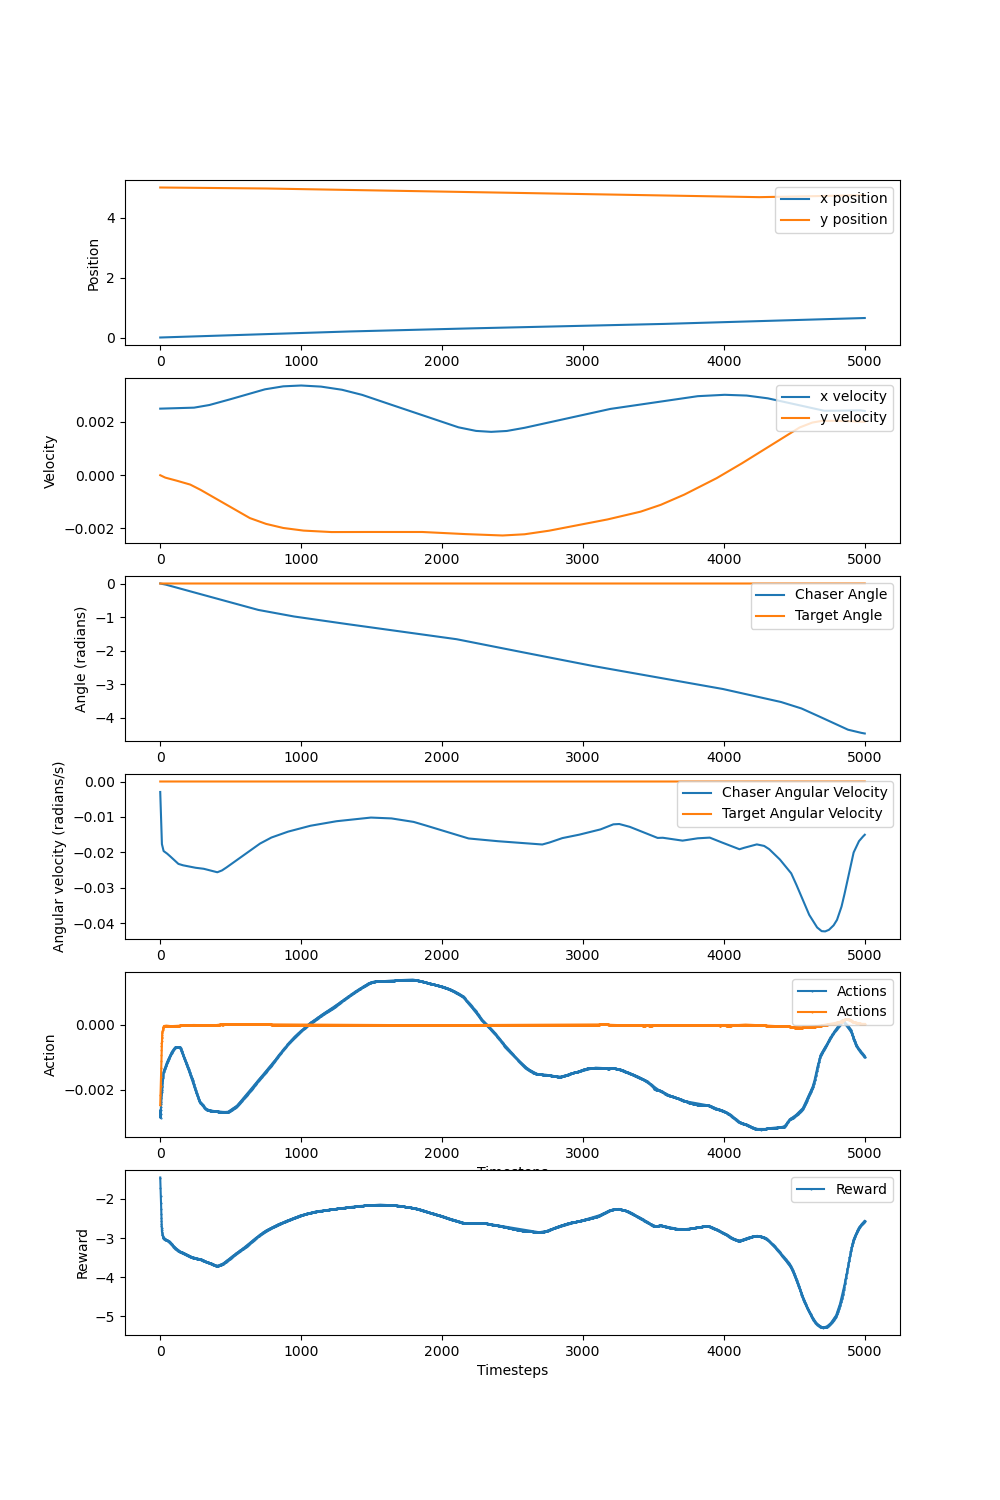 Position
4
2
0
x position
y position
0 1000 2000 3000 4000 5000
Velocity
0.002
0.000
−0.002
x velocity
y velocity
0 1000 2000 3000 4000 5000
Angle (radians)
0
−1
−2
−3
−4
Chaser Angle
Target Angle
0 1000 2000 3000 4000 5000
Angular velocity (radians/s)
0.00
−0.01
−0.02
−0.03
−0.04
Chaser Angular Velocity
Target Angular Velocity
0 1000 2000 3000 4000 5000
Action
0.000
−0.002
Actions
Actions
0 1000 2000 3000 4000 5000
Timesteps
Reward
−2
−3
−4
−5
Reward
0 1000 2000 3000 4000 5000
Timesteps